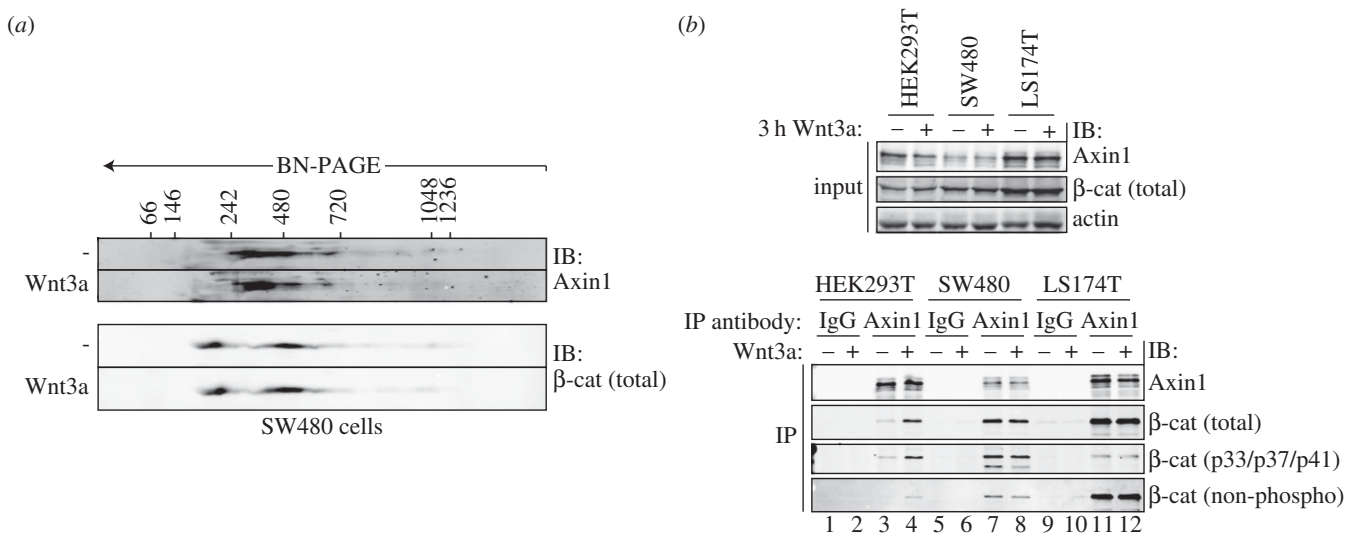 (a)
BN-PAGE
66 146 242 480 720 1048 1236
-
IB:
Wnt3a
Axin1
-
IB:
Wnt3a
β-cat (total)
SW480 cells
(b)
HEK293T SW480 LS174T
3 h Wnt3a: – + – + – + IB:
input
Axin1
β-cat (total)
actin
HEK293T SW480 LS174T
IP antibody: IgG Axin1 IgG Axin1 IgG Axin1
Wnt3a: – + – + – + – + – + – + IB:
IP
Axin1
β-cat (total)
β-cat (p33/p37/p41)
β-cat (non-phospho)
1 2 3 4 5 6 7 8 9 10 11 12